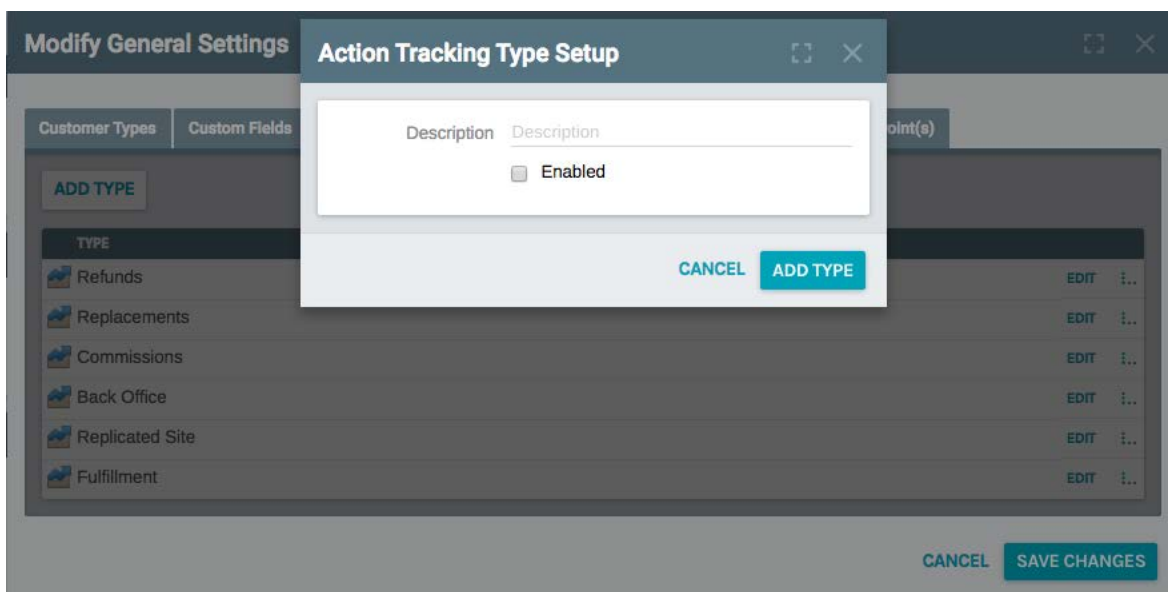 Modify General Settings
Action Tracking Type Setup
Customer Types
Custom Fields
oint(s)
Description
Description
Enabled
ADD TYPE
CANCEL
ADD TYPE
TYPE
Refunds
EDIT
Replacements
EDIT
Commissions
EDIT
Back Office
EDIT
Replicated Site
EDIT
Fulfillment
EDIT
CANCEL
SAVE CHANGES